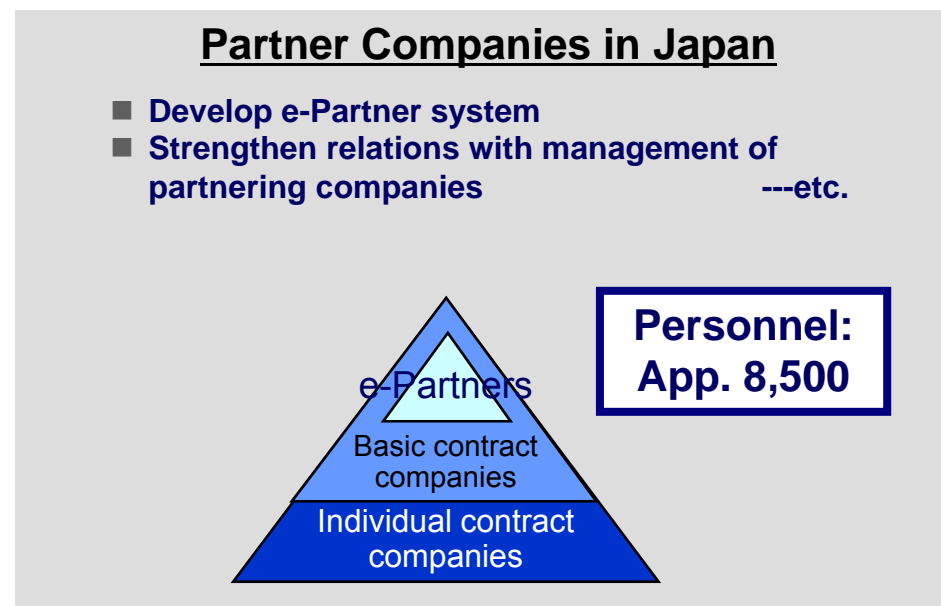 Partner Companies in Japan
Develop e-Partner system
Strengthen relations with management of
partnering companies ---etc.
Personnel:
App. 8,500
e-Partners
Basic contract
companies
Individual contract
companies